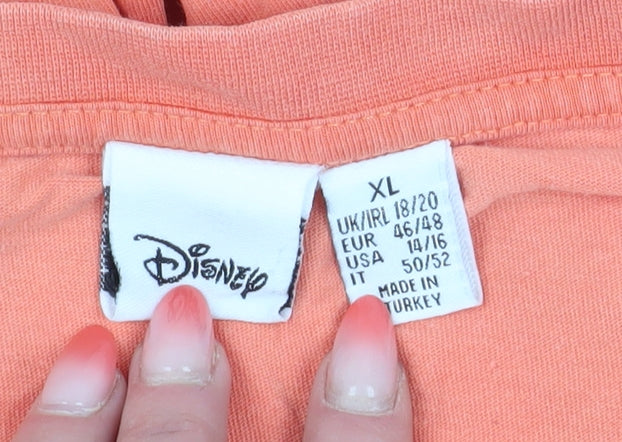 Disney
XL
UK/IRL 18/20
EUR 46/48
USA 14/16
IT 50/52
MADE IN
TURKEY